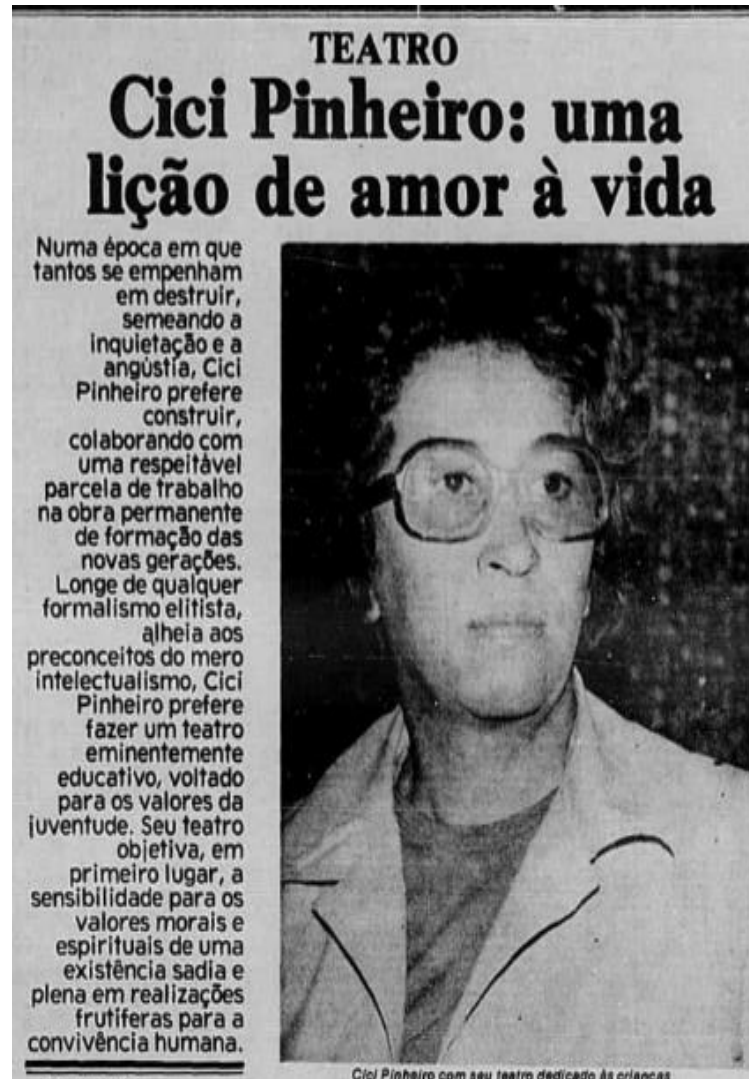 TEATRO
Cici Pinheiro: uma
lição de amor à vida
Numa época em que
tantos se empenham
em destruir,
semeando a
inquietação e a
angústia, Cici
Pinheiro prefere
construir,
colaborando com
uma respeitável
parcela de trabalho
na obra permanente
de formação das
novas gerações.
Longe de qualquer
formalismo elitista,
alheia aos
preconceitos do mero
intelectualismo, Cici
Pinheiro prefere
fazer um teatro
eminentemente
educativo, voltado
para os valores da
juventude. Seu teatro
objetiva, em
primeiro lugar, a
sensibilidade para os
valores morais e
espirituais de uma
existência sadia e
plena em realizações
frutiferas para a
convivência humana.
Cici Pinheiro com seu teatro dedicado às crianças